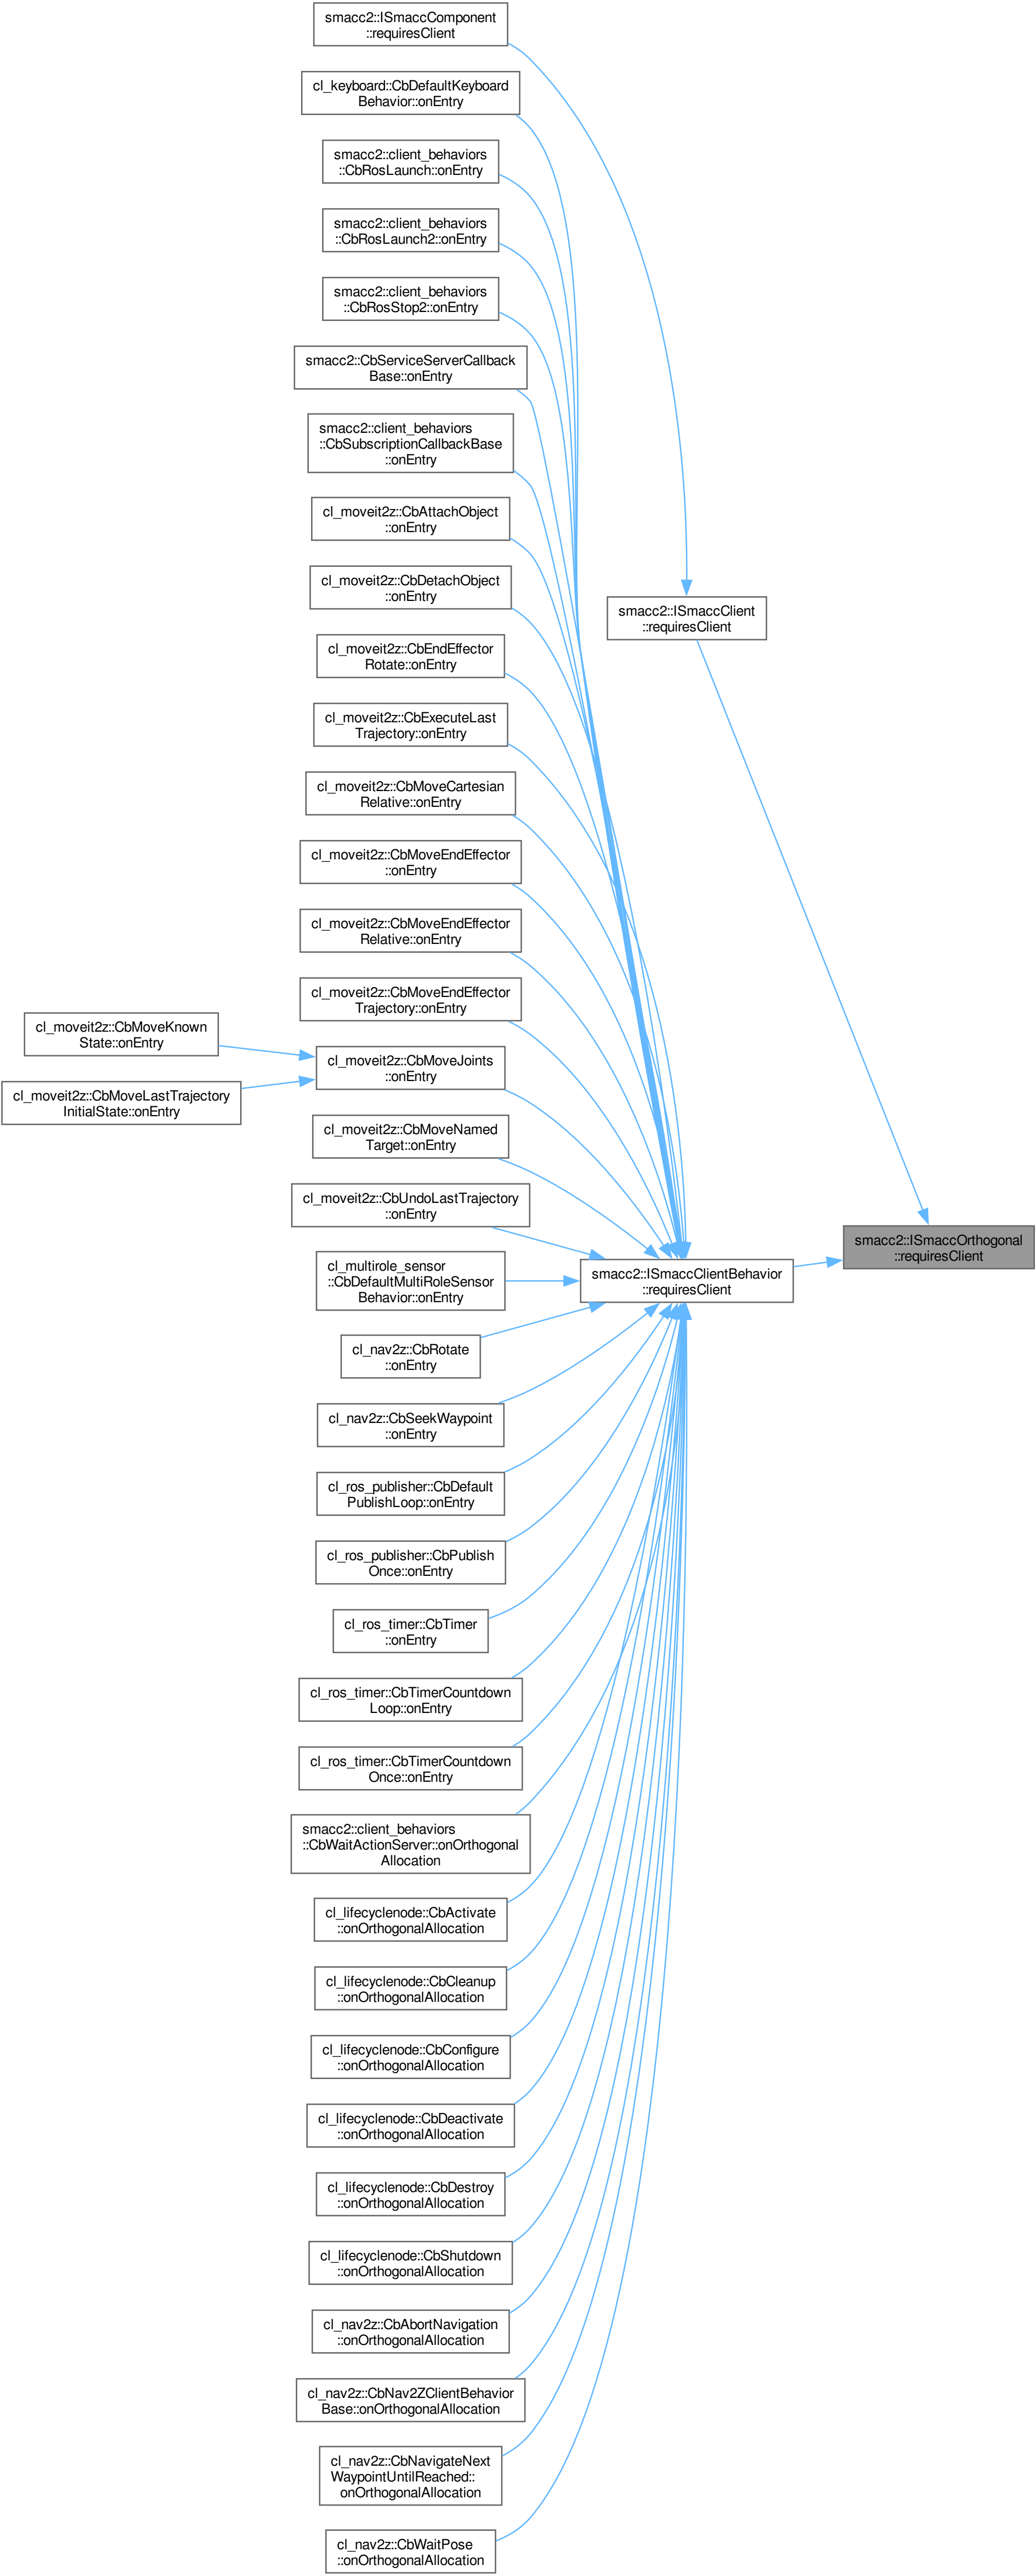 smacc2::ISmaccComponent
::requiresClient
cl_keyboard::CbDefaultKeyboard
Behavior::onEntry
smacc2::client_behaviors
::CbRosLaunch::onEntry
smacc2::client_behaviors
::CbRosLaunch2::onEntry
smacc2::client_behaviors
::CbRosStop2::onEntry
smacc2::CbServiceServerCallback
Base::onEntry
smacc2::client_behaviors
::CbSubscriptionCallbackBase
::onEntry
cl_moveit2z::CbAttachObject
::onEntry
cl_moveit2z::CbDetachObject
::onEntry
smacc2::ISmaccClient
::requiresClient
cl_moveit2z::CbEndEffector
Rotate::onEntry
cl_moveit2z::CbExecuteLast
Trajectory::onEntry
cl_moveit2z::CbMoveCartesian
Relative::onEntry
cl_moveit2z::CbMoveEndEffector
::onEntry
cl_moveit2z::CbMoveEndEffector
Relative::onEntry
cl_moveit2z::CbMoveEndEffector
Trajectory::onEntry
cl_moveit2z::CbMoveKnown
State::onEntry
cl_moveit2z::CbMoveJoints
::onEntry
cl_moveit2z::CbMoveLastTrajectory
InitialState::onEntry
cl_moveit2z::CbMoveNamed
Target::onEntry
cl_moveit2z::CbUndoLastTrajectory
::onEntry
smacc2::ISmaccOrthogonal
::requiresClient
cl_multirole_sensor
::CbDefaultMultiRoleSensor
Behavior::onEntry
smacc2::ISmaccClientBehavior
::requiresClient
cl_nav2z::CbRotate
::onEntry
cl_nav2z::CbSeekWaypoint
::onEntry
cl_ros_publisher::CbDefault
PublishLoop::onEntry
cl_ros_publisher::CbPublish
Once::onEntry
cl_ros_timer::CbTimer
::onEntry
cl_ros_timer::CbTimerCountdown
Loop::onEntry
cl_ros_timer::CbTimerCountdown
Once::onEntry
smacc2::client_behaviors
::CbWaitActionServer::onOrthogonal
Allocation
cl_lifecyclenode::CbActivate
::onOrthogonalAllocation
cl_lifecyclenode::CbCleanup
::onOrthogonalAllocation
cl_lifecyclenode::CbConfigure
::onOrthogonalAllocation
cl_lifecyclenode::CbDeactivate
::onOrthogonalAllocation
cl_lifecyclenode::CbDestroy
::onOrthogonalAllocation
cl_lifecyclenode::CbShutdown
::onOrthogonalAllocation
cl_nav2z::CbAbortNavigation
::onOrthogonalAllocation
cl_nav2z::CbNav2ZClientBehavior
Base::onOrthogonalAllocation
cl_nav2z::CbNavigateNext
WaypointUntilReached::
onOrthogonalAllocation
cl_nav2z::CbWaitPose
::onOrthogonalAllocation